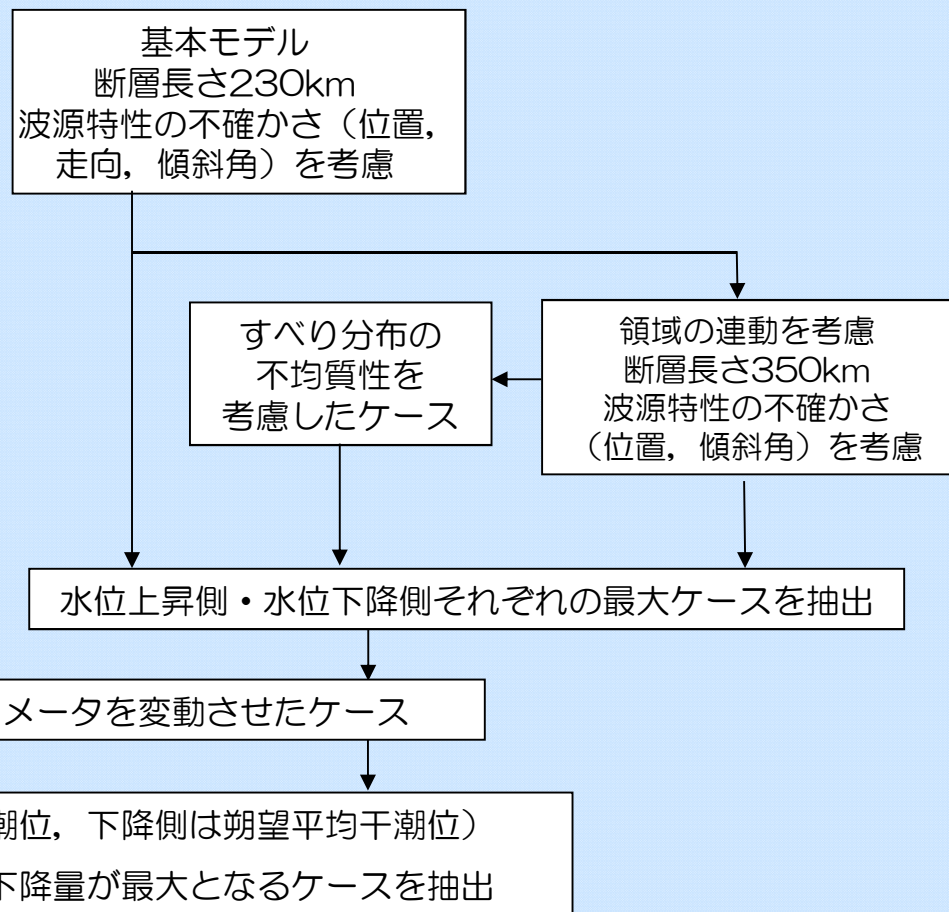 基本モデル
断層長さ230km
波源特性の不確かさ（位置，
走向，傾斜角）を考慮
すべり分布の
不均質性を
考慮したケース
領域の連動を考慮
断層長さ350km
波源特性の不確かさ
（位置，傾斜角）を考慮
水位上昇側・水位下降側それぞれの最大ケースを抽出
メータを変動させたケース
潮位，下降側は朔望平均干潮位）
下降量が最大となるケースを抽出